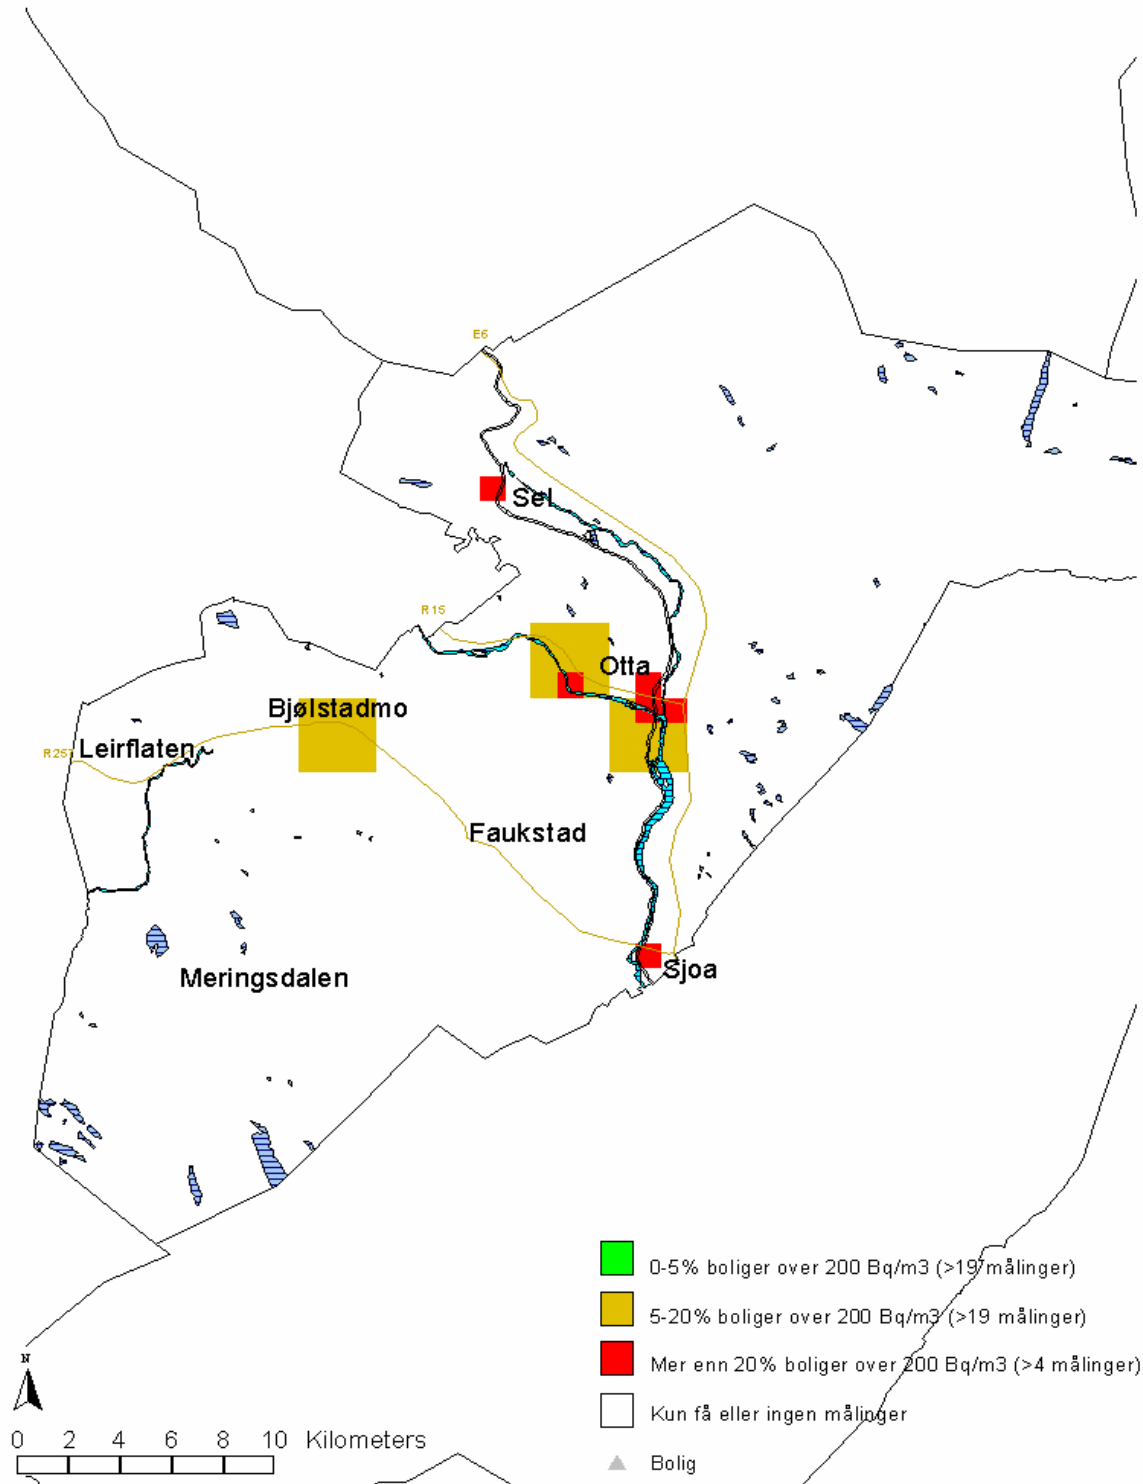 E6
Sel
R15
Otta
Bjølstadmo
Leirflaten
R257
Faukstad
Sjoa
Meringsdalen
0-5% boliger over 200 Bq/m3 (>19 målinger)
5-20% boliger over 200 Bq/m3 (>19 målinger)
Mer enn 20% boliger over 200 Bq/m3 (>4 målinger)
Kun få eller ingen målinger
Bolig
N
0 2 4 6 8 10 Kilometers